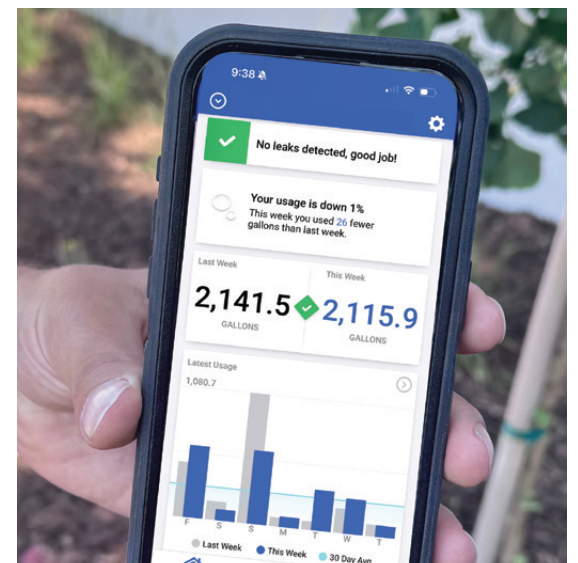 9:38
No leaks detected, good job!
Your usage is down 1%
This week you used 26 fewer
gallons than last week.
Last Week
This Week
2,141.5
2,115.9
GALLONS
GALLONS
Latest Usage
1,080.7
F S S M T W T
Last Week This Week 30 Day Avg